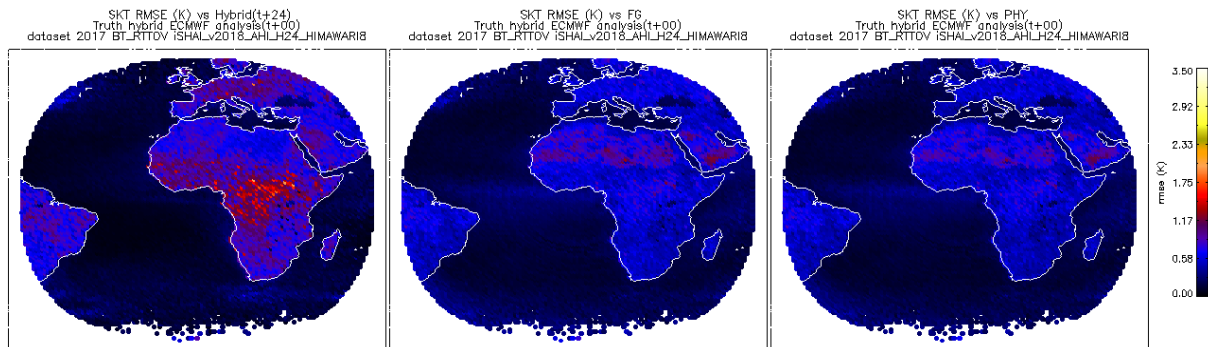 SKT RMSE (K) vs Hybrid(t+24)
Truth hybrid ECMWF analysis(t+00)
dataset 2017 BT_RTTOV iSHAI_v2018_AHI_H24_HIMAWARI8
SKT RMSE (K) vs FG
Truth hybrid ECMWF analysis(t+00)
dataset 2017 BT_RTTOV iSHAI_v2018_AHI_H24_HIMAWARI8
SKT RMSE (K) vs PHY
Truth hybrid ECMWF analysis(t+00)
dataset 2017 BT_RTTOV iSHAI_v2018_AHI_H24_HIMAWARI8
3.50
2.92
2.33
1.75
1.17
0.58
0.00
rmse (K)